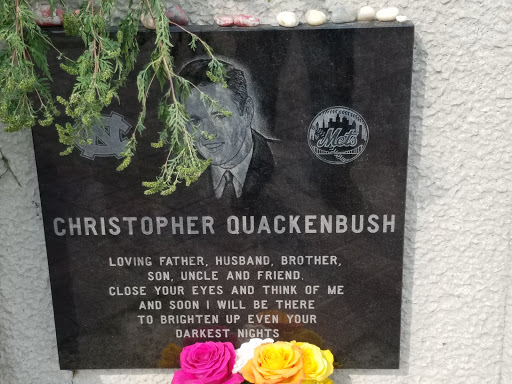 Mets
CHRISTOPHER QUACKENBUSH
LOVING FATHER, HUSBAND, BROTHER,
SON, UNCLE AND FRIEND.
CLOSE YOUR EYES AND THINK OF ME
AND SOON I WILL BE THERE
TO BRIGHTEN UP EVEN YOUR
DARKEST NIGHTS